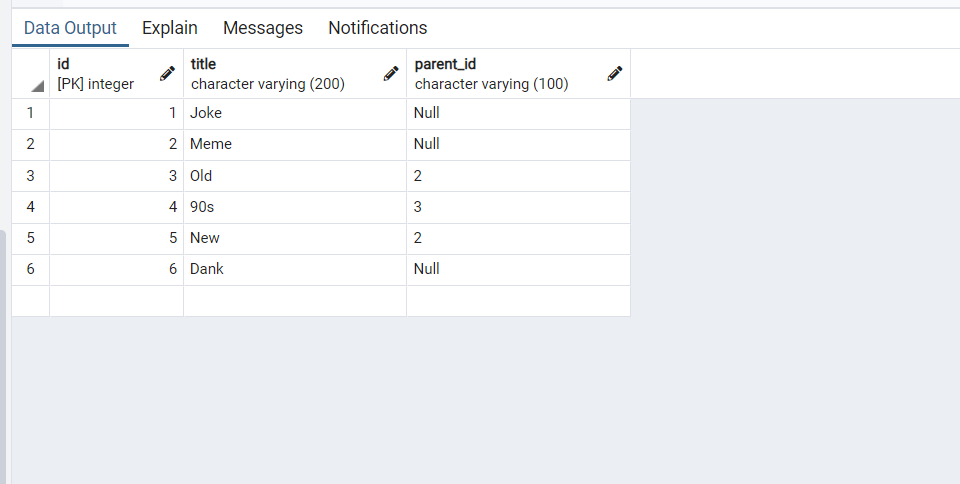 Data Output Explain Messages Notifications
id title parent_id
[PK] integer character varying (200) character varying (100)
1 1 Joke Null
2 2 Meme Null
3 3 Old 2
4 4 90s 3
5 5 New 2
6 6 Dank Null